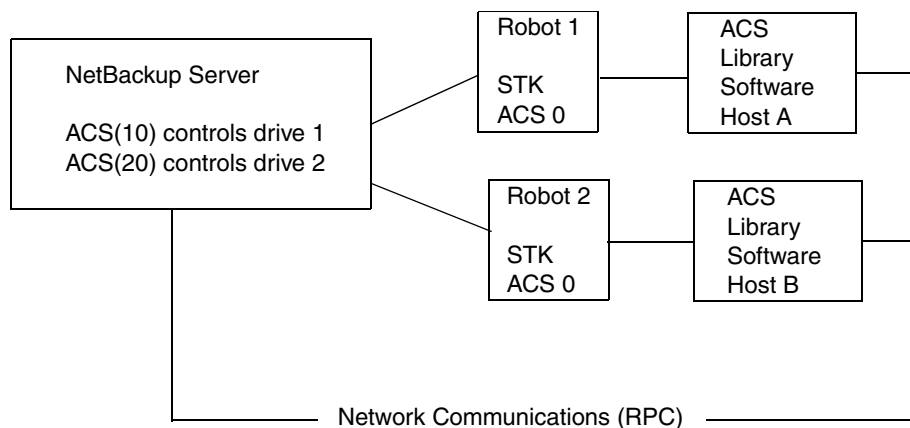 NetBackup Server
ACS(10) controls drive 1
ACS(20) controls drive 2
Robot 1
STK
ACS 0
ACS
Library
Software
Host A
Robot 2
STK
ACS 0
ACS
Library
Software
Host B
Network Communications (RPC)